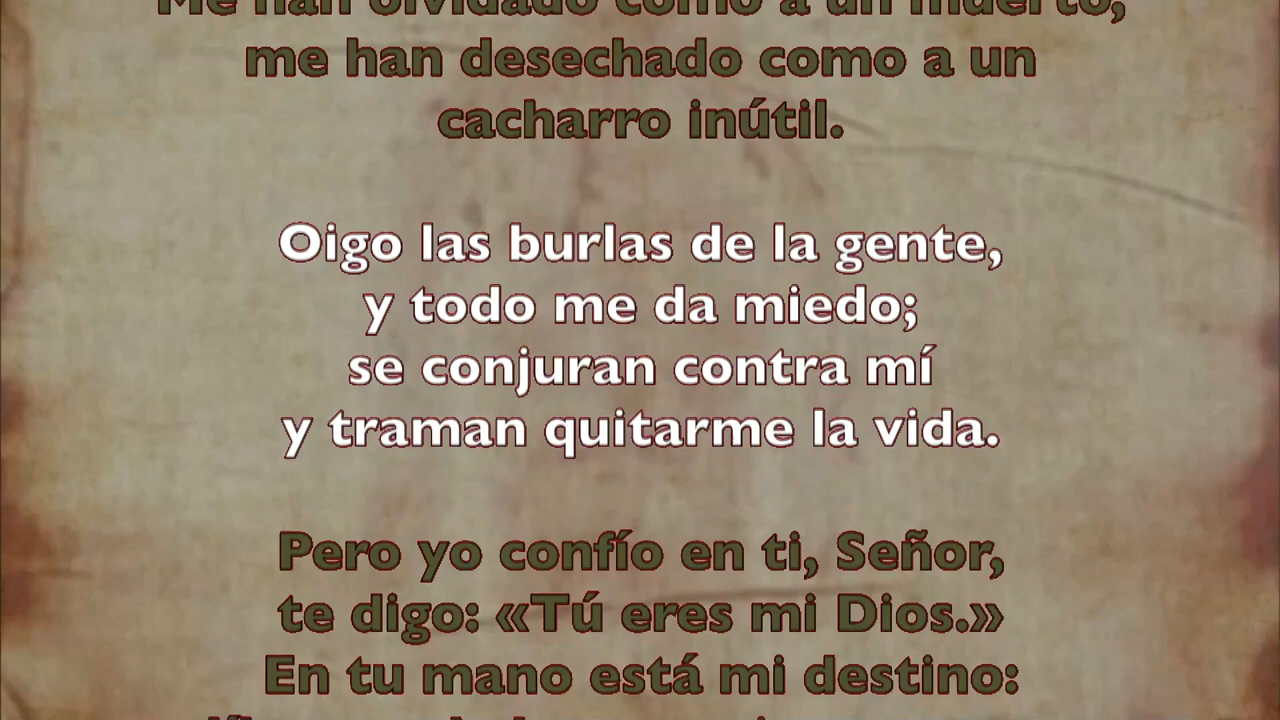 Me han olvidado como a un muerto,
me han desechado como a un
cacharro inútil.
Oigo las burlas de la gente,
y todo me da miedo;
se conjuran contra mí
y traman quitarme la vida.
Pero yo confío en ti, Señor,
te digo: «Tú eres mi Dios.»
En tu mano está mi destino: